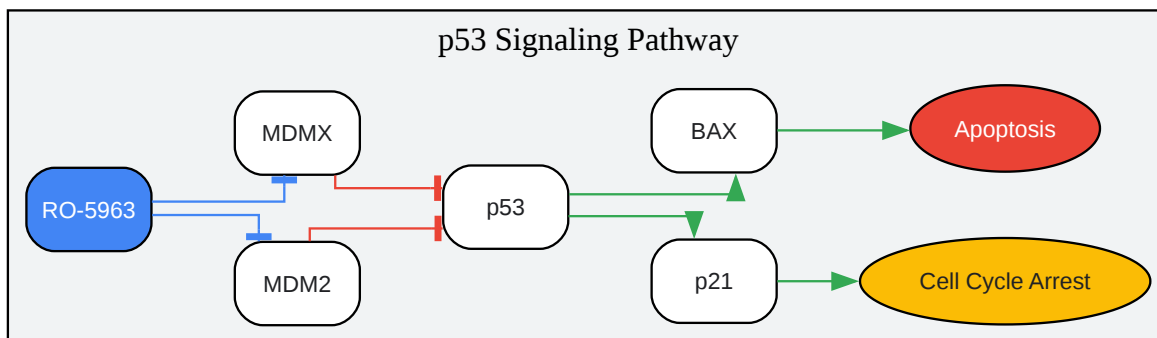 p53 Signaling Pathway
RO-5963
MDMX
MDM2
p53
BAX
p21
Apoptosis
Cell Cycle Arrest